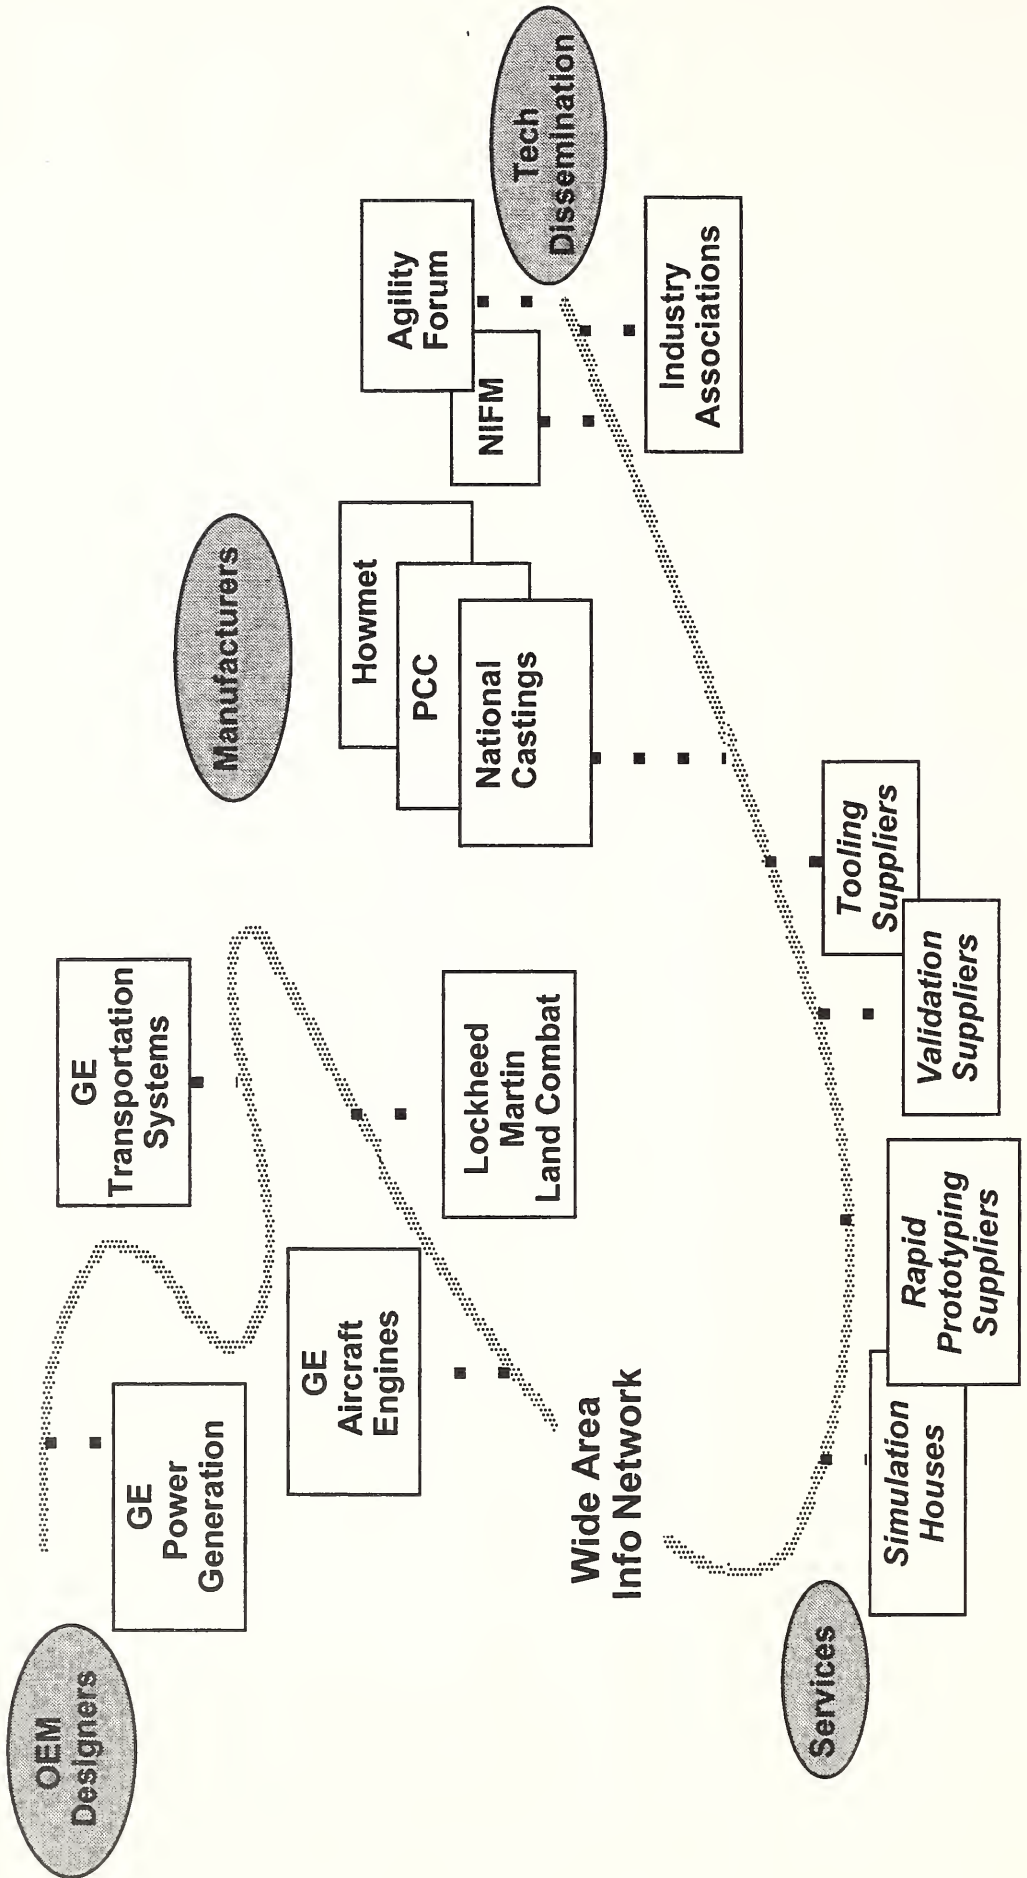 OEM
Designers
GE
Power
Generation
GE
Transportation
Systems
GE
Aircraft
Engines
Lockheed
Martin
Land Combat
Manufacturers
Howmet
PCC
National
Castings
Agility
Forum
NIFM
Tech
Dissemination
Industry
Associations
Wide Area
Info Network
Services
Simulation
Houses
Rapid
Prototyping
Suppliers
Validation
Suppliers
Tooling
Suppliers